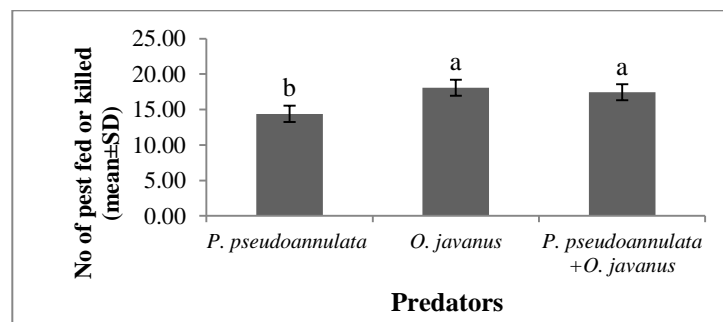 No of pest fed or killed
(mean±SD)
25.00
20.00
15.00
10.00
5.00
0.00
b
a
a
P. pseudoannulata
O. javanus
P. pseudoannulata
+O. javanus
Predators